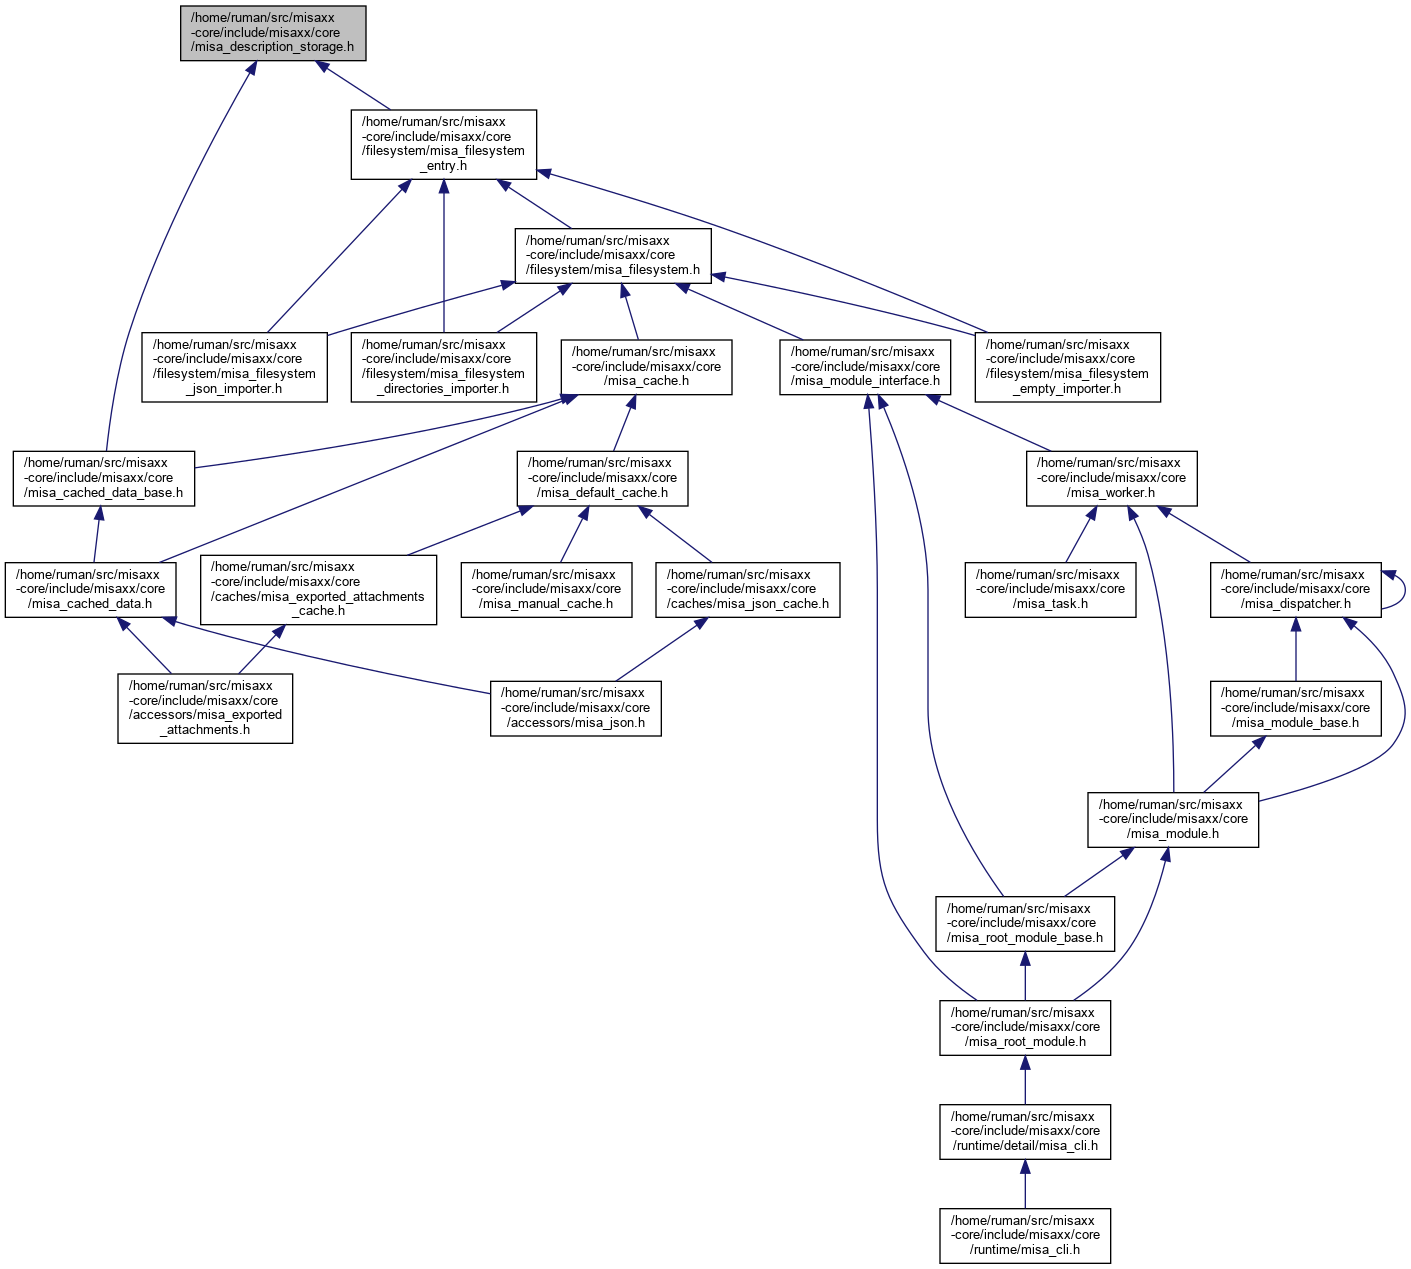 /home/ruman/src/misaxx
-core/include/misaxx/core
/misa_description_storage.h
/home/ruman/src/misaxx
-core/include/misaxx/core
/filesystem/misa_filesystem
_entry.h
/home/ruman/src/misaxx
-core/include/misaxx/core
/filesystem/misa_filesystem.h
/home/ruman/src/misaxx
-core/include/misaxx/core
/filesystem/misa_filesystem
_json_importer.h
/home/ruman/src/misaxx
-core/include/misaxx/core
/filesystem/misa_filesystem
_directories_importer.h
/home/ruman/src/misaxx
-core/include/misaxx/core
/misa_cache.h
/home/ruman/src/misaxx
-core/include/misaxx/core
/misa_module_interface.h
/home/ruman/src/misaxx
-core/include/misaxx/core
/filesystem/misa_filesystem
_empty_importer.h
/home/ruman/src/misaxx
-core/include/misaxx/core
/misa_cached_data_base.h
/home/ruman/src/misaxx
-core/include/misaxx/core
/misa_default_cache.h
/home/ruman/src/misaxx
-core/include/misaxx/core
/misa_worker.h
/home/ruman/src/misaxx
-core/include/misaxx/core
/misa_cached_data.h
/home/ruman/src/misaxx
-core/include/misaxx/core
/caches/misa_exported_attachments
_cache.h
/home/ruman/src/misaxx
-core/include/misaxx/core
/misa_manual_cache.h
/home/ruman/src/misaxx
-core/include/misaxx/core
/caches/misa_json_cache.h
/home/ruman/src/misaxx
-core/include/misaxx/core
/misa_task.h
/home/ruman/src/misaxx
-core/include/misaxx/core
/misa_dispatcher.h
/home/ruman/src/misaxx
-core/include/misaxx/core
/accessors/misa_exported
_attachments.h
/home/ruman/src/misaxx
-core/include/misaxx/core
/accessors/misa_json.h
/home/ruman/src/misaxx
-core/include/misaxx/core
/misa_module_base.h
/home/ruman/src/misaxx
-core/include/misaxx/core
/misa_module.h
/home/ruman/src/misaxx
-core/include/misaxx/core
/misa_root_module_base.h
/home/ruman/src/misaxx
-core/include/misaxx/core
/misa_root_module.h
/home/ruman/src/misaxx
-core/include/misaxx/core
/runtime/detail/misa_cli.h
/home/ruman/src/misaxx
-core/include/misaxx/core
/runtime/misa_cli.h